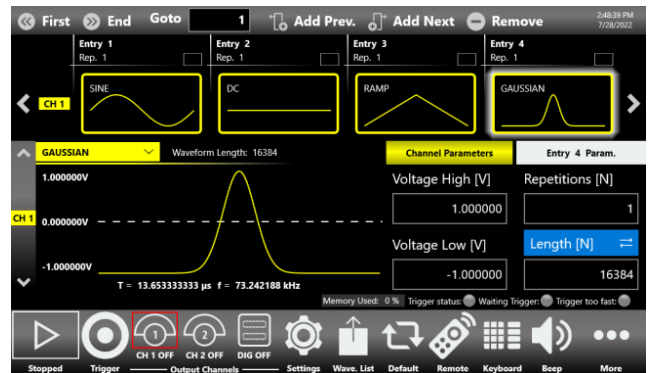 First End Goto 1 Add Prev. Add Next Remove 2:48:39 PM
7/28/2022
Entry 1 Entry 2 Entry 3 Entry 4
Rep. 1 Rep. 1 Rep. 1 Rep. 1
CH 1 SINE DC RAMP GAUSSIAN
GAUSSIAN Waveform Length: 16384 Channel Parameters Entry 4 Param.
1.000000V Voltage High [V] Repetitions [N]
1.000000 1
CH 1 0.000000V
Voltage Low [V] Length [N]
-1.000000V -1.000000 16384
T = 13.653333333 µs f = 73.242188 kHz
Memory Used: 0 % Trigger status: Waiting Trigger: Trigger too fast:
1 2
CH 1 OFF CH 2 OFF DIG OFF
Stopped Trigger Output Channels Settings Wave. List Default Remote Keyboard Beep More